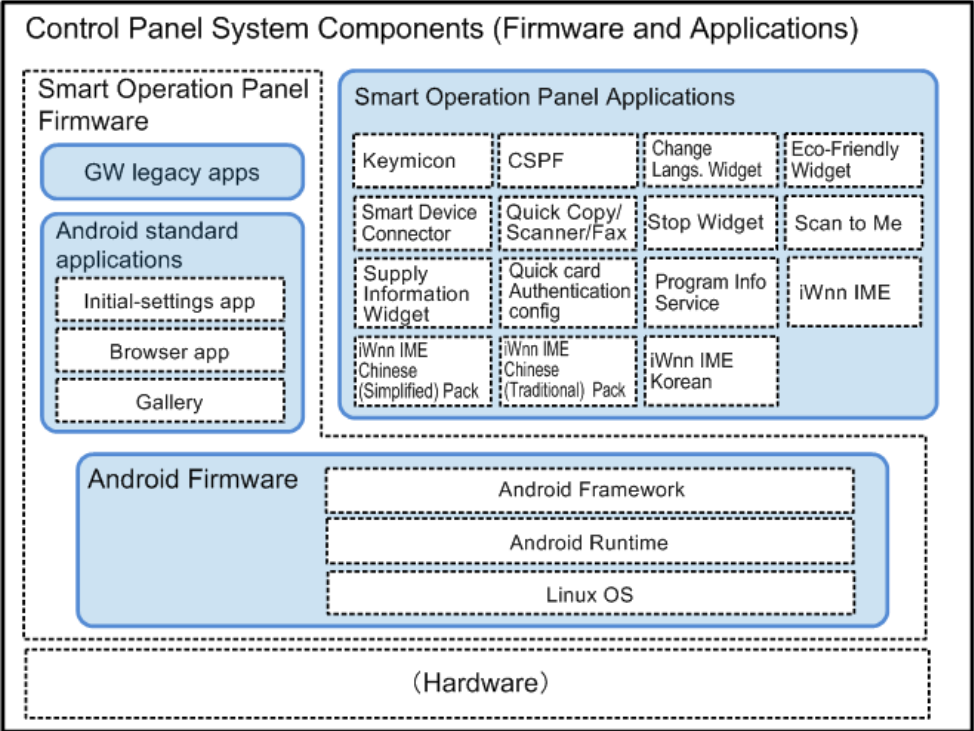 Control Panel System Components (Firmware and Applications)
Smart Operation Panel
Firmware
GW legacy apps
Android standard
applications
Initial-settings app
Browser app
Gallery
Smart Operation Panel Applications
Keymicon
CSPF
Change
Langs. Widget
Eco-Friendly
Widget
Smart Device
Connector
Quick Copy/
Scanner/Fax
Stop Widget
Scan to Me
Supply
Information
Widget
Quick card
Authentication
config
Program Info
Service
iWnn IME
iWnn IME
Chinese
(Simplified) Pack
iWnn IME
Chinese
(Traditional) Pack
iWnn IME
Korean
Android Firmware
Android Framework
Android Runtime
Linux OS
(Hardware)